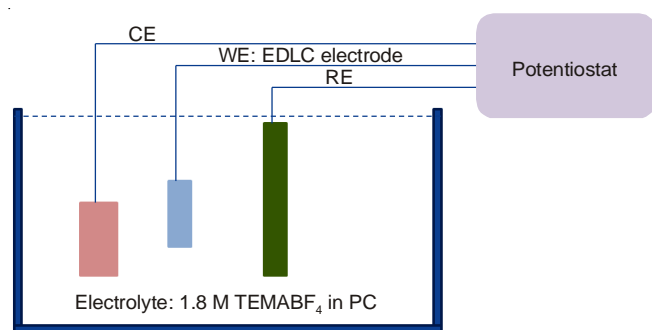 CE
WE: EDLC electrode
RE
Potentiostat
Electrolyte: 1.8 M TEMABF₄ in PC